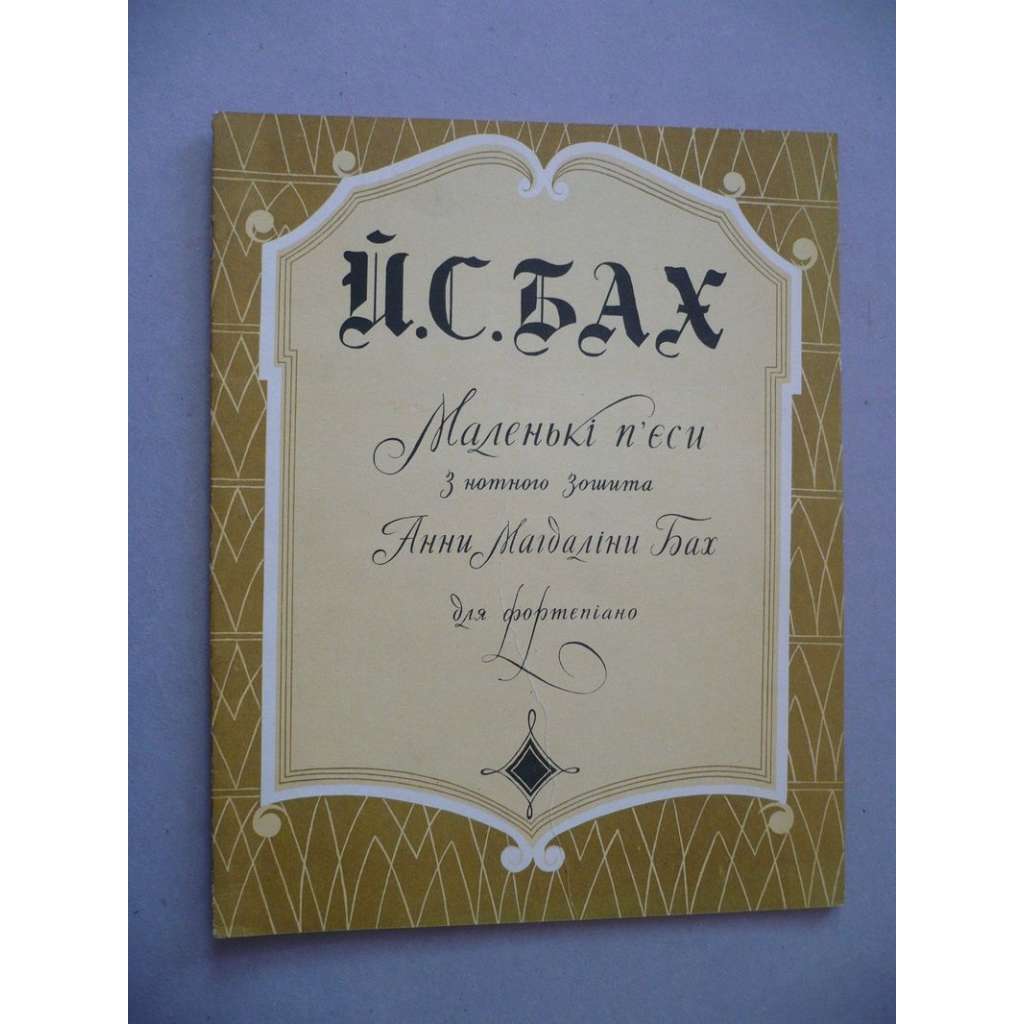 Й.С.БАХ
Маленькі п'єси
з нотного зошита
Анни Магдаліни Бах
для фортепіано